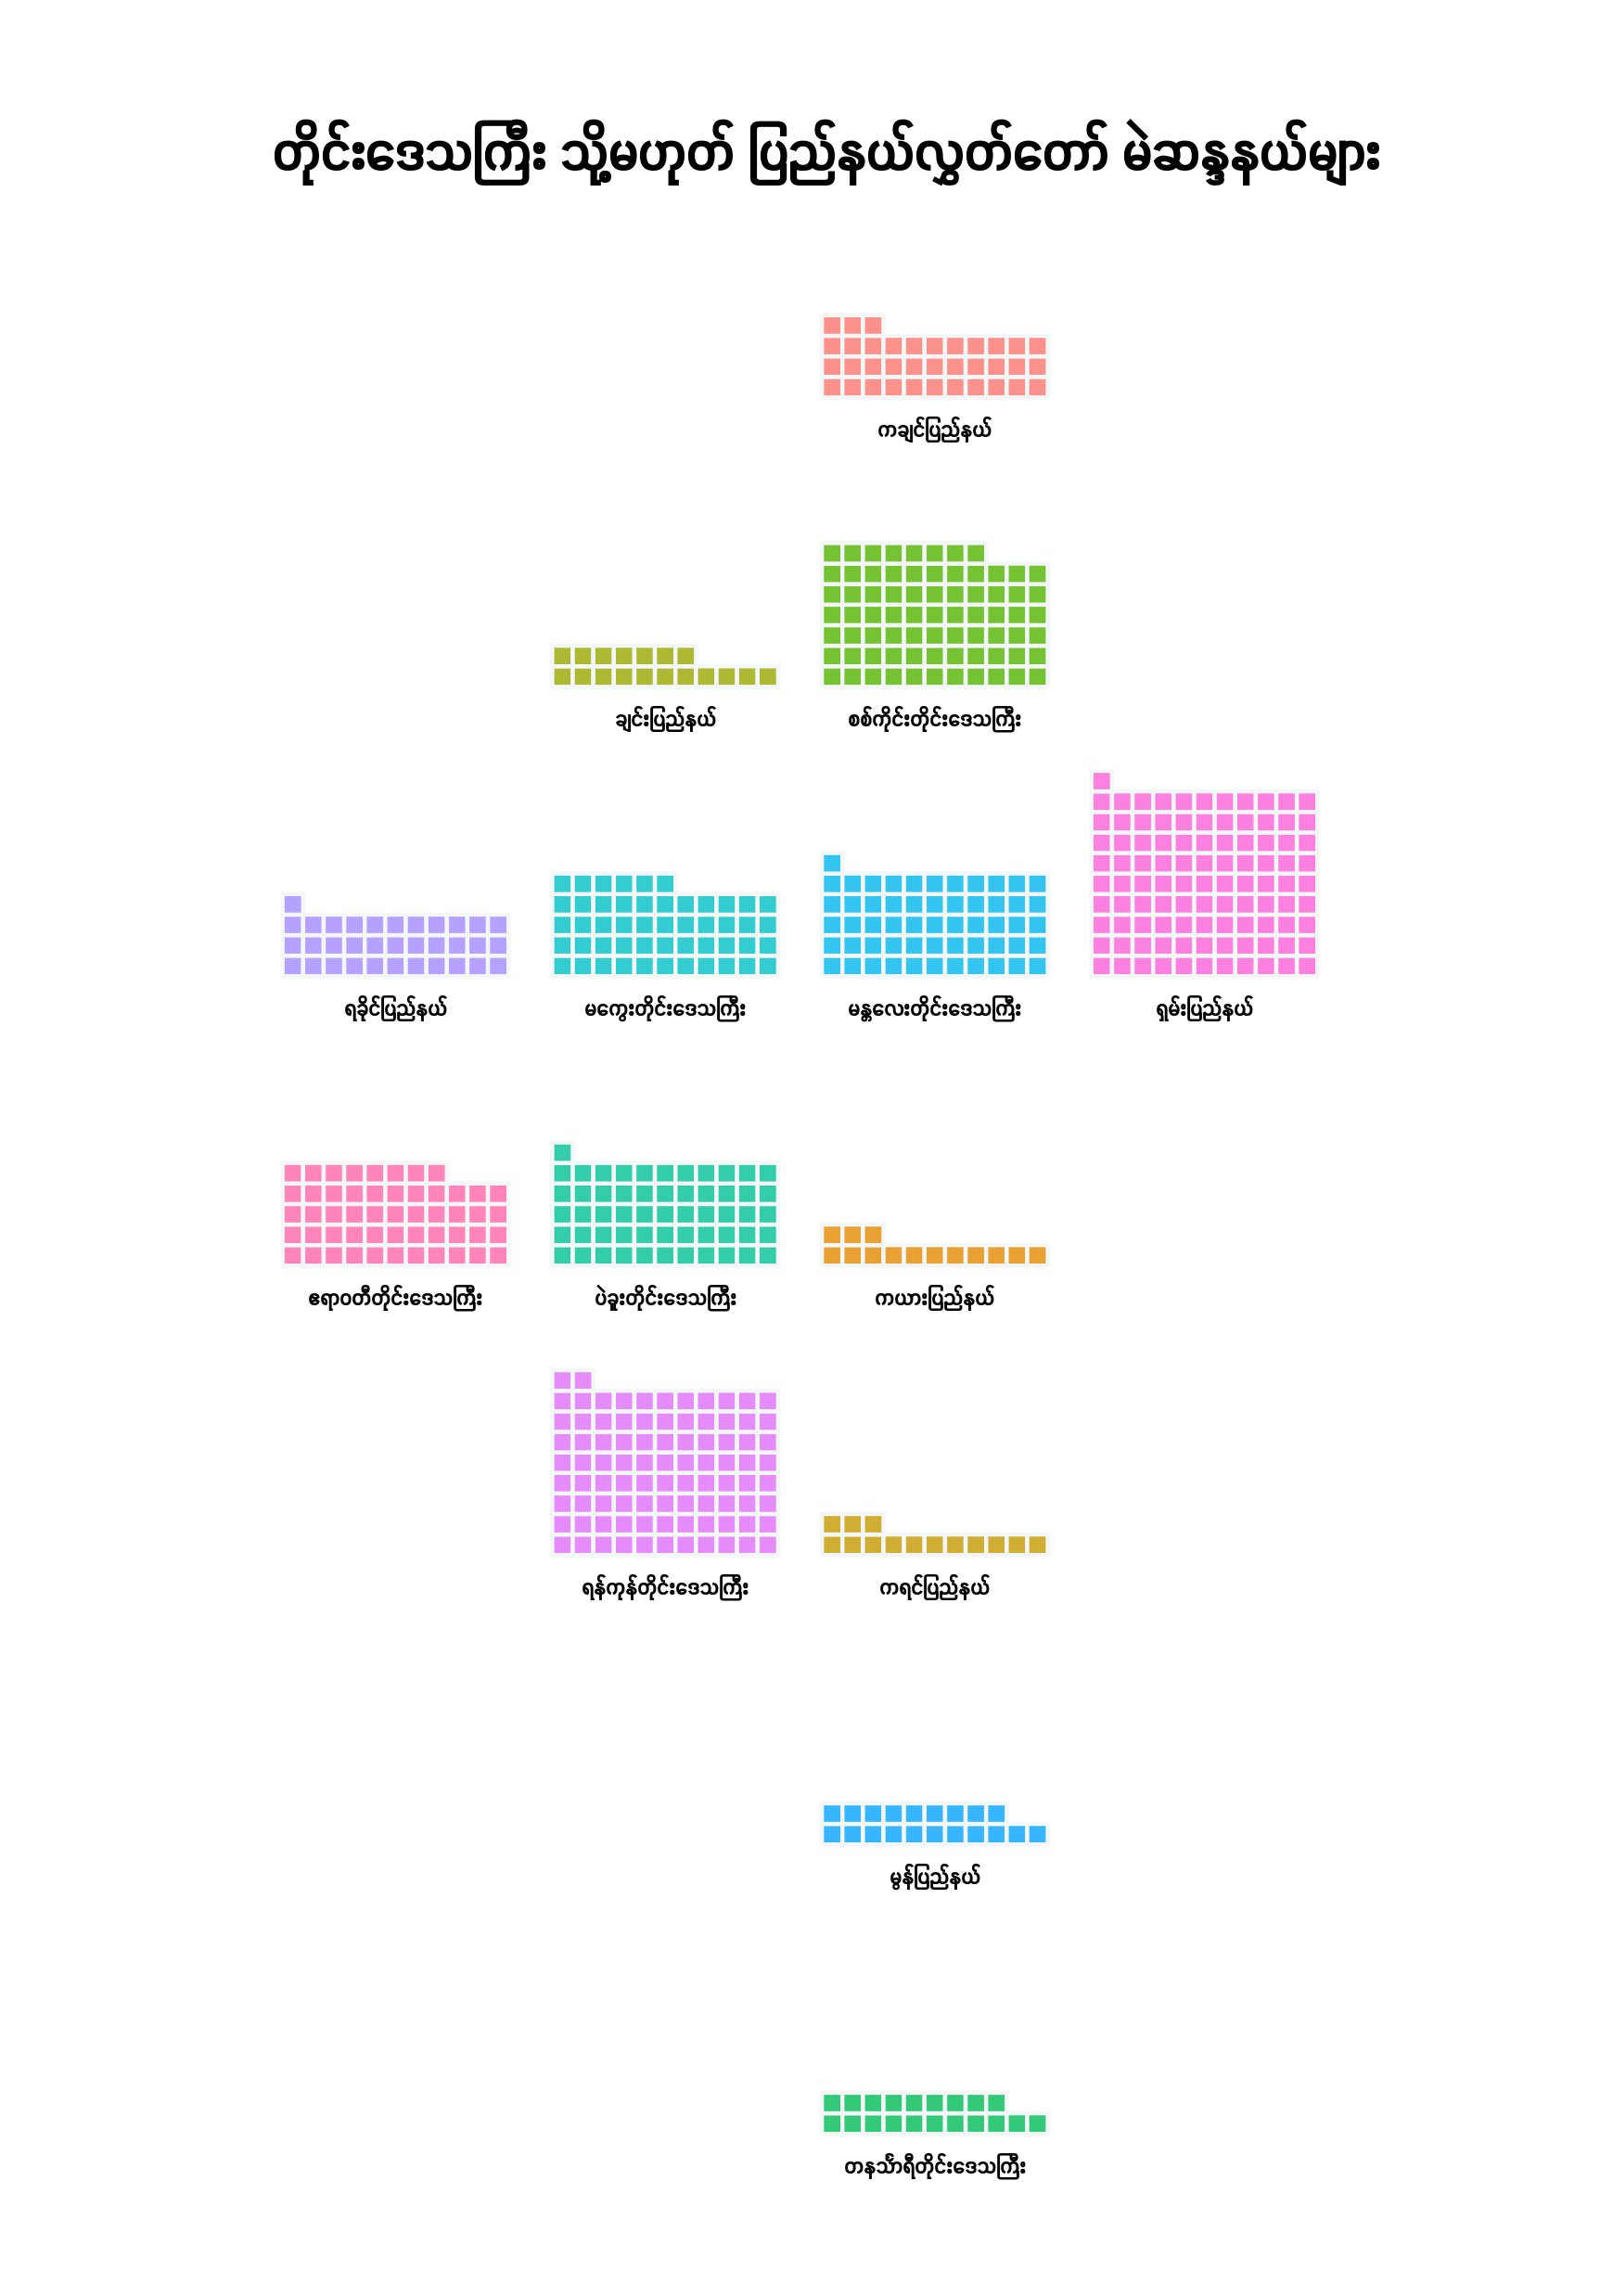 တိုင်းဒေသကြီး သို့မဟုတ် ပြည်နယ်လွှတ်တော် မဲဆန္ဒနယ်များ
ကချင်ပြည်နယ်
ချင်းပြည်နယ်
စစ်ကိုင်းတိုင်းဒေသကြီး
ရခိုင်ပြည်နယ်
မကွေးတိုင်းဒေသကြီး
မန္တလေးတိုင်းဒေသကြီး
ရှမ်းပြည်နယ်
ဧရာဝတီတိုင်းဒေသကြီး
ပဲခူးတိုင်းဒေသကြီး
ကယားပြည်နယ်
ရန်ကုန်တိုင်းဒေသကြီး
ကရင်ပြည်နယ်
မွန်ပြည်နယ်
တနင်္သာရီတိုင်းဒေသကြီး